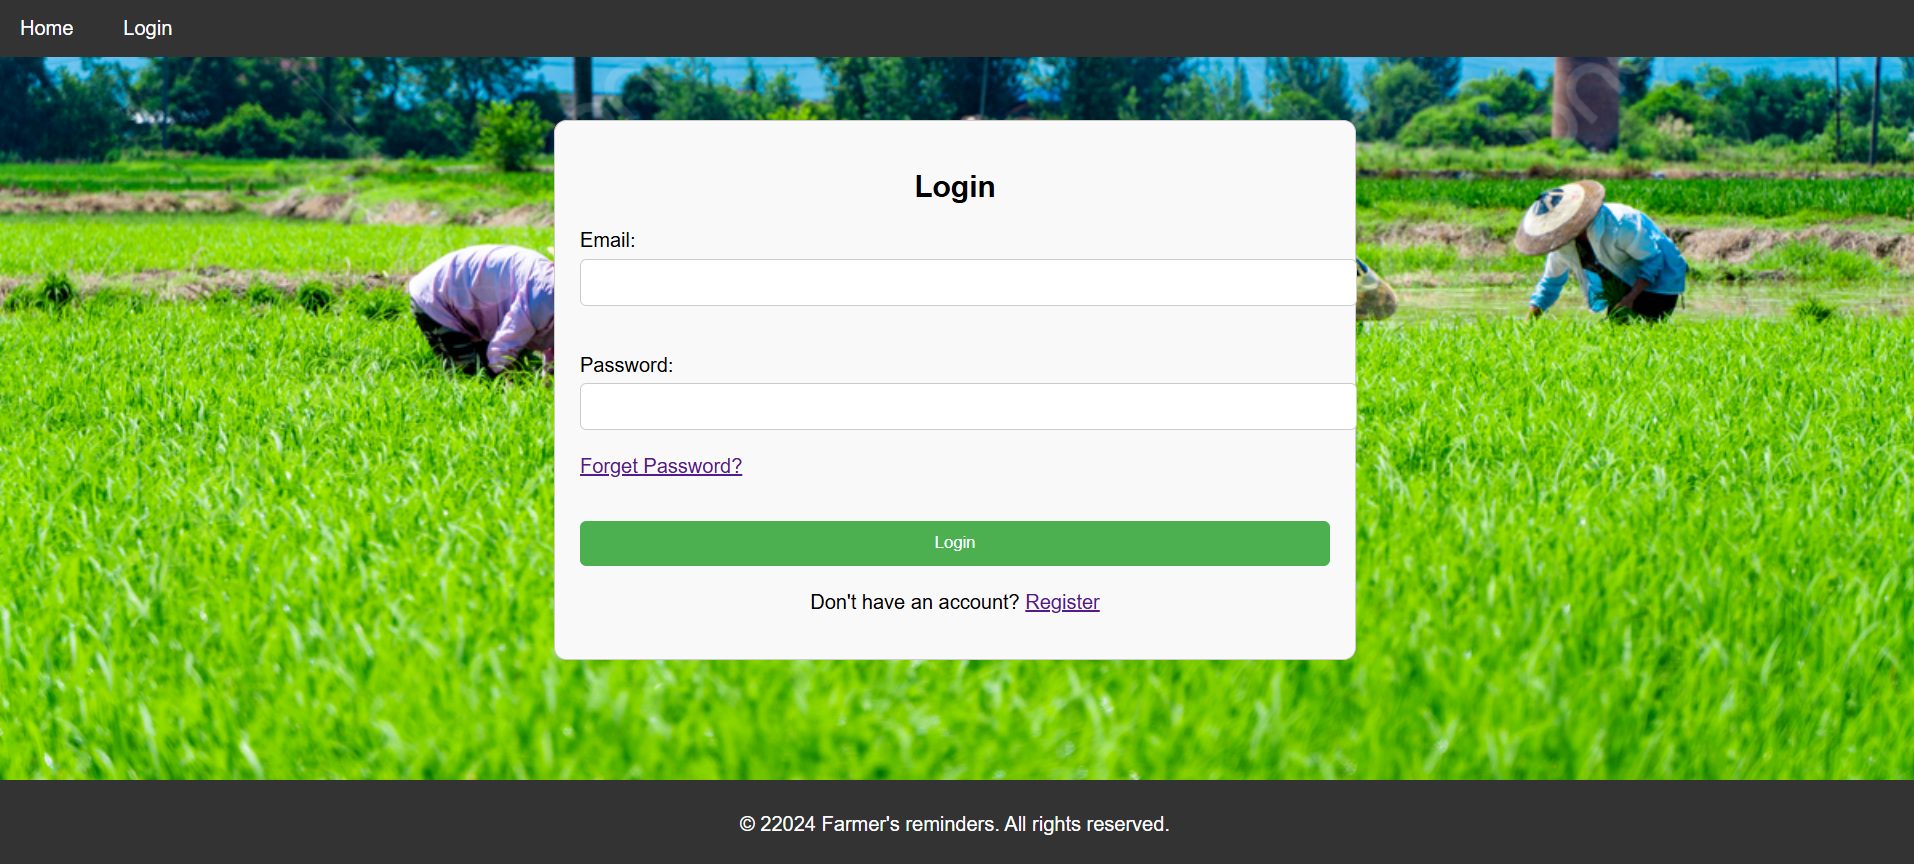 Home Login
Login
Email:
Password:
Forget Password?
Login
Don't have an account? Register
© 22024 Farmer's reminders. All rights reserved.